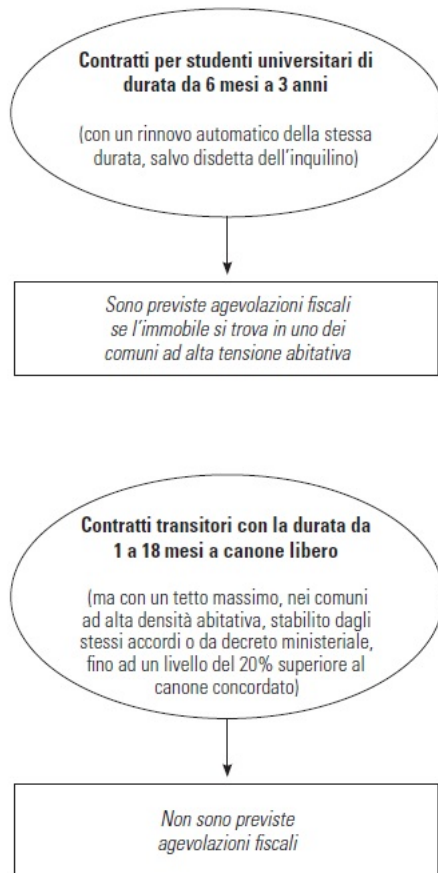 Contratti per studenti universitari di
durata da 6 mesi a 3 anni
(con un rinnovo automatico della stessa
durata, salvo disdetta dell'inquilino)
Sono previste agevolazioni fiscali
se l'immobile si trova in uno dei
comuni ad alta tensione abitativa
Contratti transitori con la durata da
1 a 18 mesi a canone libero
(ma con un tetto massimo, nei comuni
ad alta densità abitativa, stabilito dagli
stessi accordi o da decreto ministeriale,
fino ad un livello del 20% superiore al
canone concordato)
Non sono previste
agevolazioni fiscali